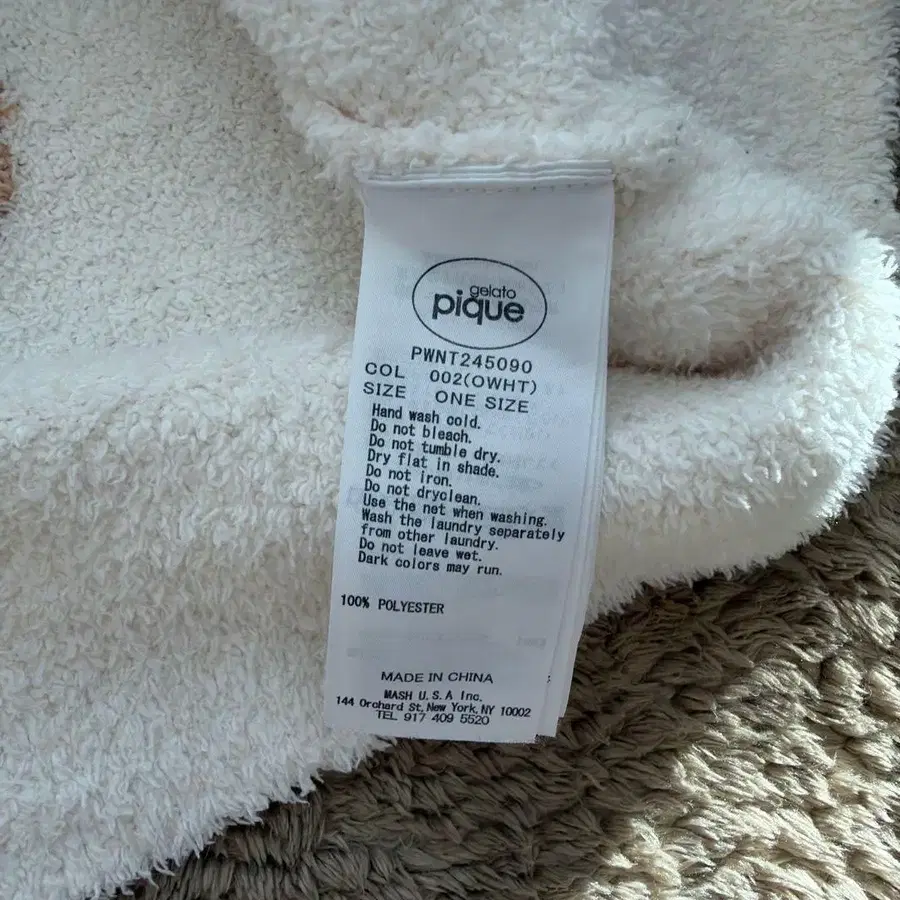 gelato
pique
PWNT245090
COL 002(OWHT)
SIZE ONE SIZE
Hand wash cold.
Do not bleach.
Do not tumble dry.
Dry flat in shade.
Do not iron.
Do not dryclean.
Use the net when washing.
Wash the laundry separately
from other laundry.
Do not leave wet.
Dark colors may run.
100% POLYESTER
MADE IN CHINA
MASH U.S.A Inc.
144 Orchard St, New York, NY 10002
TEL 917 409 5520